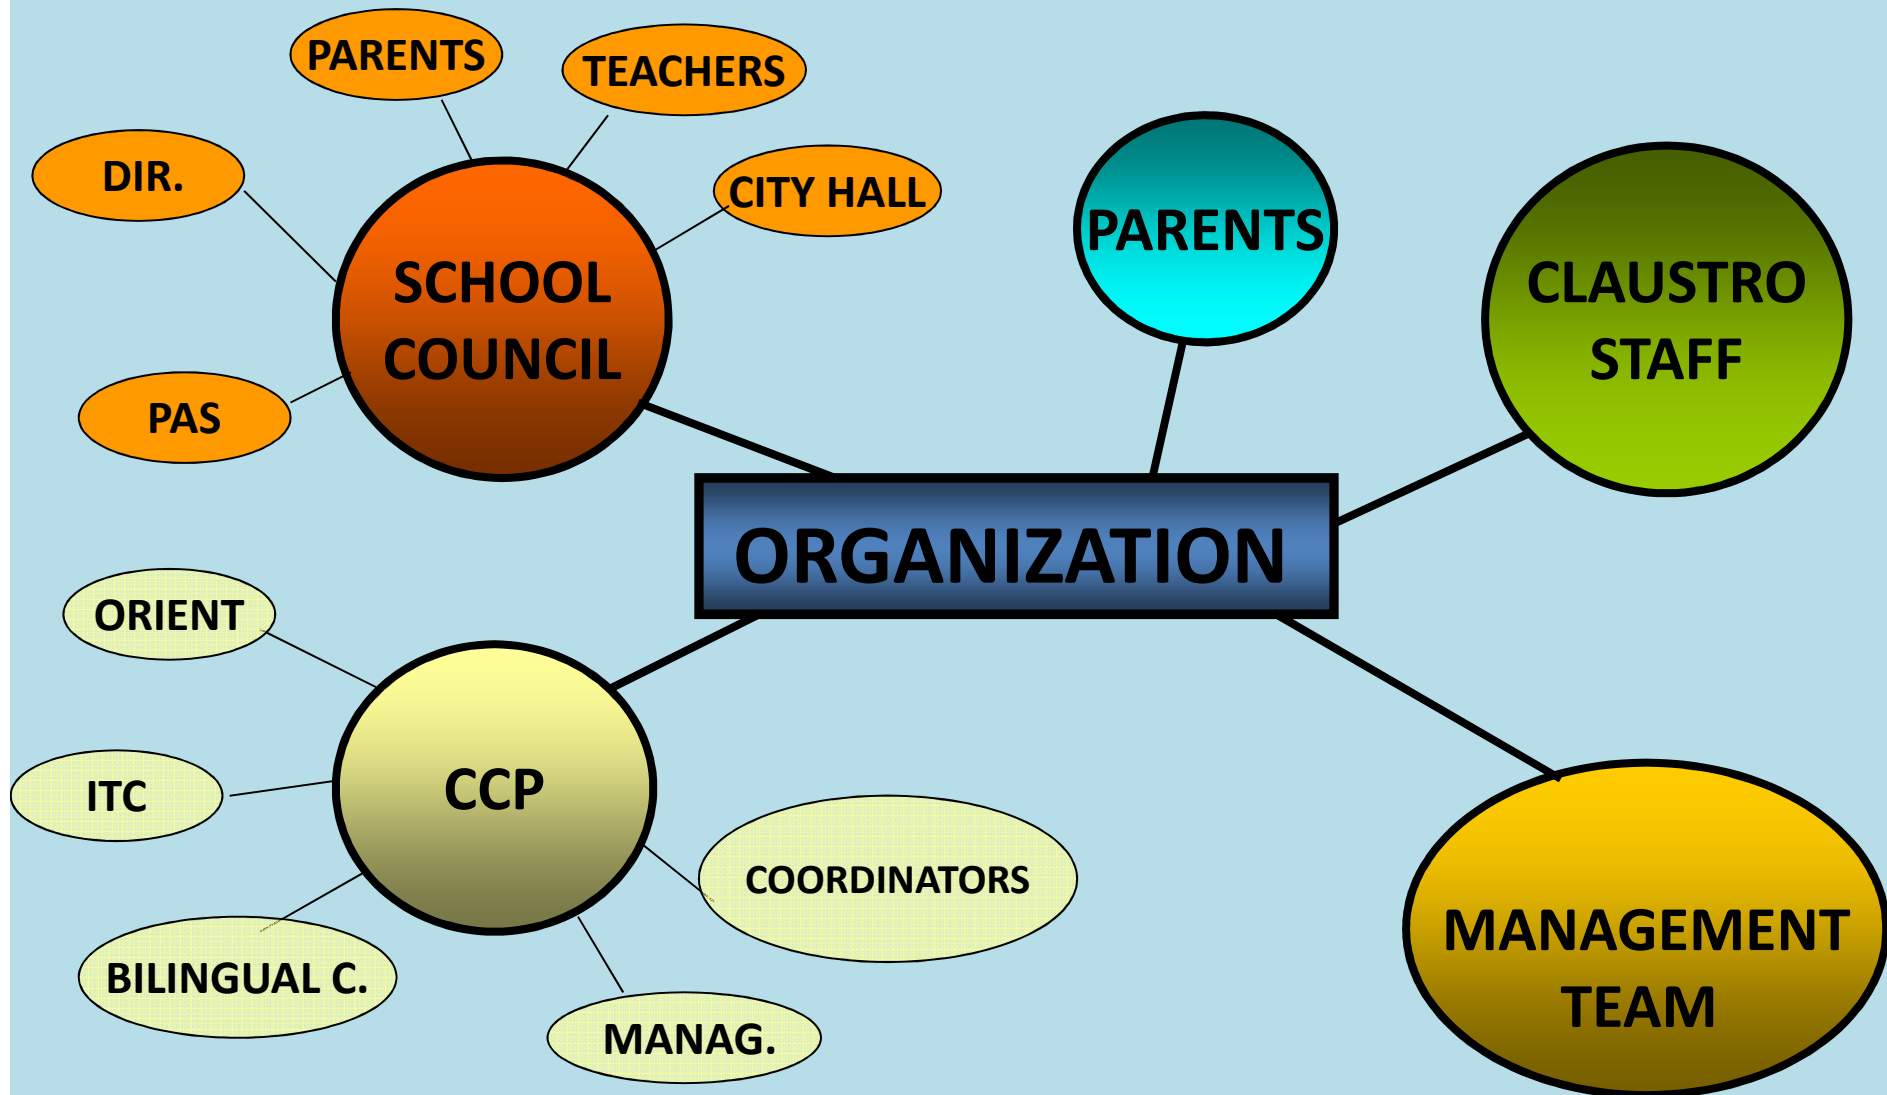 PARENTS
TEACHERS
DIR.
CITY HALL
SCHOOL
COUNCIL
PAS
PARENTS
CLAUSTRO
STAFF
ORGANIZATION
ORIENT
ITC
CCP
BILINGUAL C.
COORDINATORS
MANAG.
MANAGEMENT
TEAM